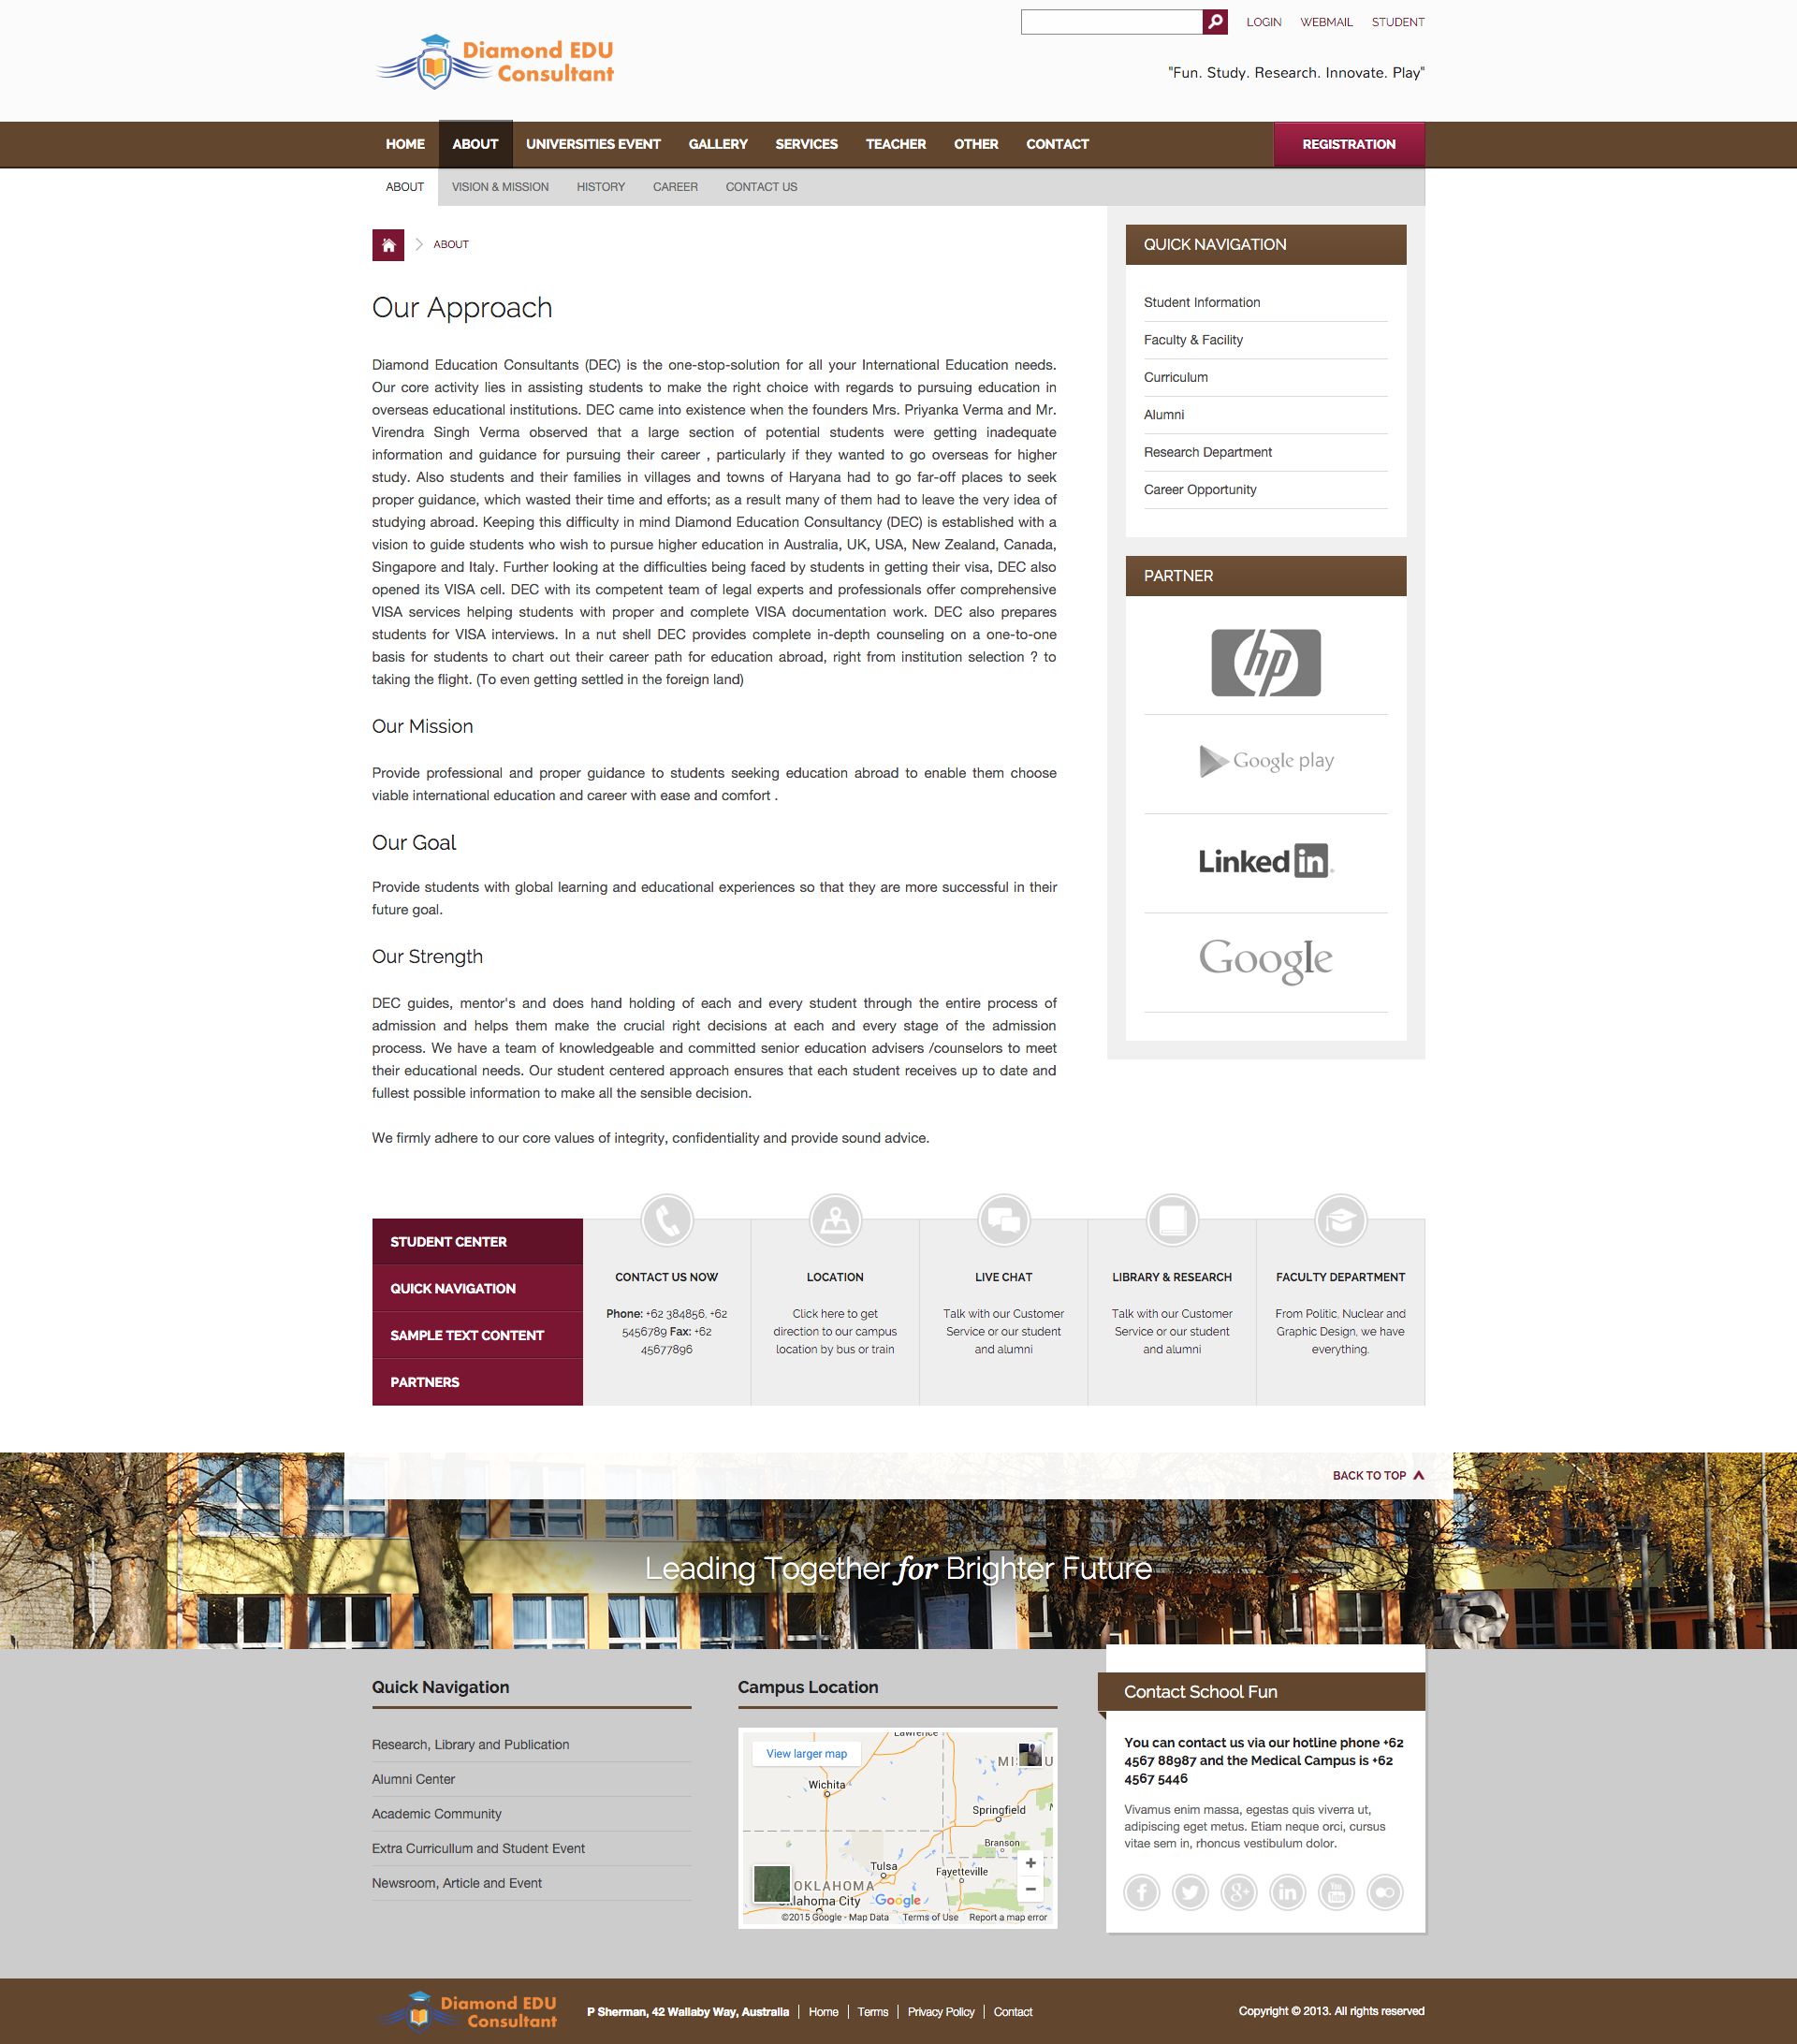 Diamond EDU
Consultant
LOGIN WEBMAIL STUDENT
"Fun. Study. Research. Innovate. Play"
HOME ABOUT UNIVERSITIES EVENT GALLERY SERVICES TEACHER OTHER CONTACT REGISTRATION
ABOUT VISION & MISSION HISTORY CAREER CONTACT US
ABOUT
Our Approach
Diamond Education Consultants (DEC) is the one-stop-solution for all your International Education needs.
Our core activity lies in assisting students to make the right choice with regards to pursuing education in
overseas educational institutions. DEC came into existence when the founders Mrs. Priyanka Verma and Mr.
Virendra Singh Verma observed that a large section of potential students were getting inadequate
information and guidance for pursuing their career , particularly if they wanted to go overseas for higher
study. Also students and their families in villages and towns of Haryana had to go far-off places to seek
proper guidance, which wasted their time and efforts; as a result many of them had to leave the very idea of
studying abroad. Keeping this difficulty in mind Diamond Education Consultancy (DEC) is established with a
vision to guide students who wish to pursue higher education in Australia, UK, USA, New Zealand, Canada,
Singapore and Italy. Further looking at the difficulties being faced by students in getting their visa, DEC also
opened its VISA cell. DEC with its competent team of legal experts and professionals offer comprehensive
VISA services helping students with proper and complete VISA documentation work. DEC also prepares
students for VISA interviews. In a nut shell DEC provides complete in-depth counseling on a one-to-one
basis for students to chart out their career path for education abroad, right from institution selection ? to
taking the flight. (To even getting settled in the foreign land)
Our Mission
Provide professional and proper guidance to students seeking education abroad to enable them choose
viable international education and career with ease and comfort .
Our Goal
Provide students with global learning and educational experiences so that they are more successful in their
future goal.
Our Strength
DEC guides, mentor's and does hand holding of each and every student through the entire process of
admission and helps them make the crucial right decisions at each and every stage of the admission
process. We have a team of knowledgeable and committed senior education advisers /counselors to meet
their educational needs. Our student centered approach ensures that each student receives up to date and
fullest possible information to make all the sensible decision.
We firmly adhere to our core values of integrity, confidentiality and provide sound advice.
QUICK NAVIGATION
Student Information
Faculty & Facility
Curriculum
Alumni
Research Department
Career Opportunity
PARTNER
hp
Google play
Linked in
Google
STUDENT CENTER
QUICK NAVIGATION
SAMPLE TEXT CONTENT
PARTNERS
CONTACT US NOW
Phone: +62 384856, +62
5456789 Fax: +62
45677896
LOCATION
Click here to get
direction to our campus
location by bus or train
LIVE CHAT
Talk with our Customer
Service or our student
and alumni
LIBRARY & RESEARCH
Talk with our Customer
Service or our student
and alumni
FACULTY DEPARTMENT
From Politic, Nuclear and
Graphic Design, we have
everything.
BACK TO TOP
Leading Together for Brighter Future
Quick Navigation
Research, Library and Publication
Alumni Center
Academic Community
Extra Curricullum and Student Event
Newsroom, Article and Event
Campus Location
Lawrence
View larger map
Wichita
Springfield
Branson
Tulsa
Fayetteville
OKLAHOMA
Oklahoma City
Google
©2015 Google - Map Data Terms of Use Report a map error
Contact School Fun
You can contact us via our hotline phone +62
4567 88987 and the Medical Campus is +62
4567 5446
Vivamus enim massa, egestas quis viverra ut,
adipiscing eget metus. Etiam neque orci, cursus
vitae sem in, rhoncus vestibulum dolor.
Diamond EDU
Consultant
P Sherman, 42 Wallaby Way, Australia Home Terms Privacy Policy Contact
Copyright © 2013. All rights reserved